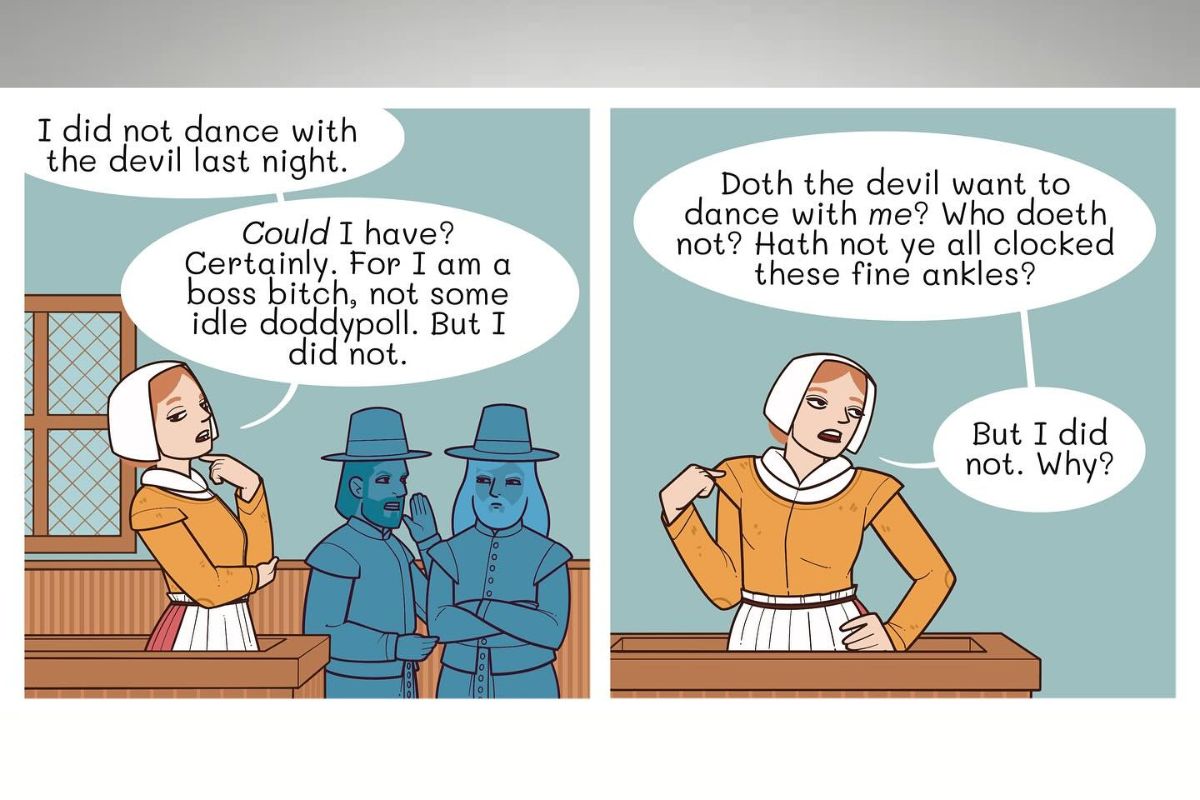 I did not dance with
the devil last night.
Could I have?
Certainly. For I am a
boss bitch, not some
idle doddypoll. But I
did not.
Doth the devil want to
dance with me? Who doeth
not? Hath not ye all clocked
these fine ankles?
But I did
not. Why?